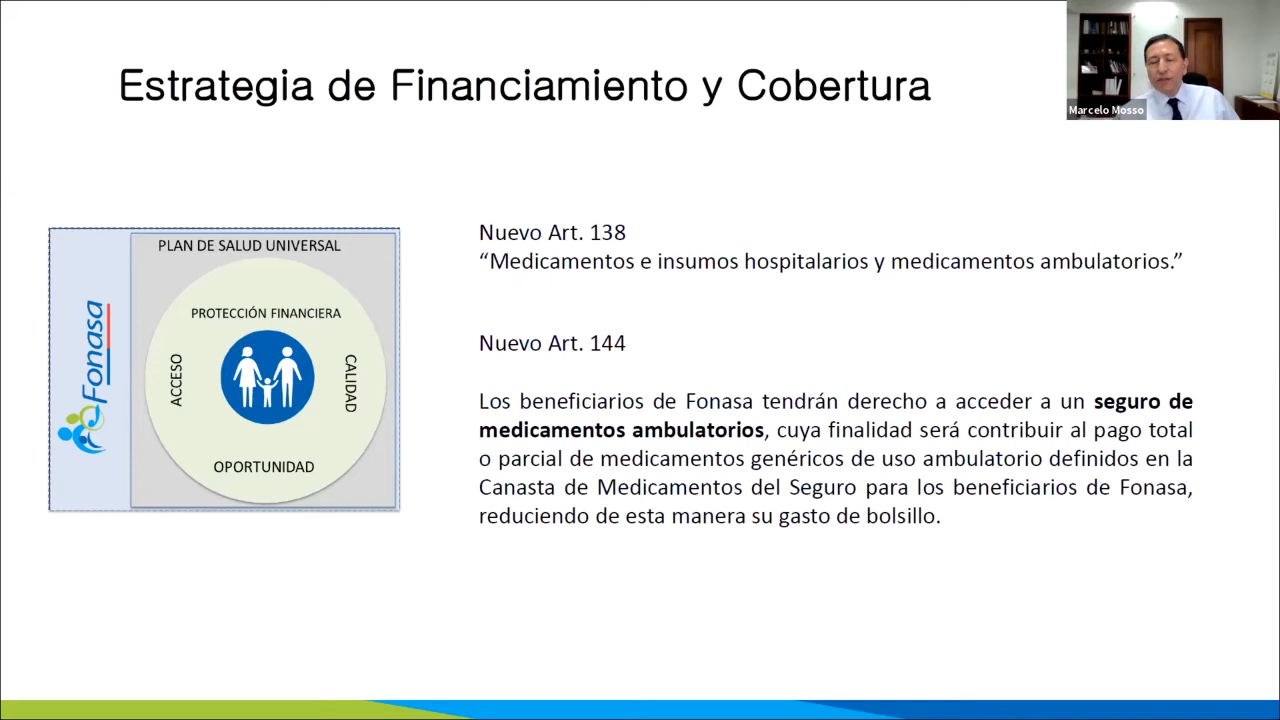 Estrategia de Financiamiento y Cobertura
Marcelo Mosso
Fonasa
PLAN DE SALUD UNIVERSAL
PROTECCIÓN FINANCIERA
ACCESO
CALIDAD
OPORTUNIDAD
Nuevo Art. 138
“Medicamentos e insumos hospitalarios y medicamentos ambulatorios.”
Nuevo Art. 144
Los beneficiarios de Fonasa tendrán derecho a acceder a un seguro de
medicamentos ambulatorios, cuya finalidad será contribuir al pago total
o parcial de medicamentos genéricos de uso ambulatorio definidos en la
Canasta de Medicamentos del Seguro para los beneficiarios de Fonasa,
reduciendo de esta manera su gasto de bolsillo.